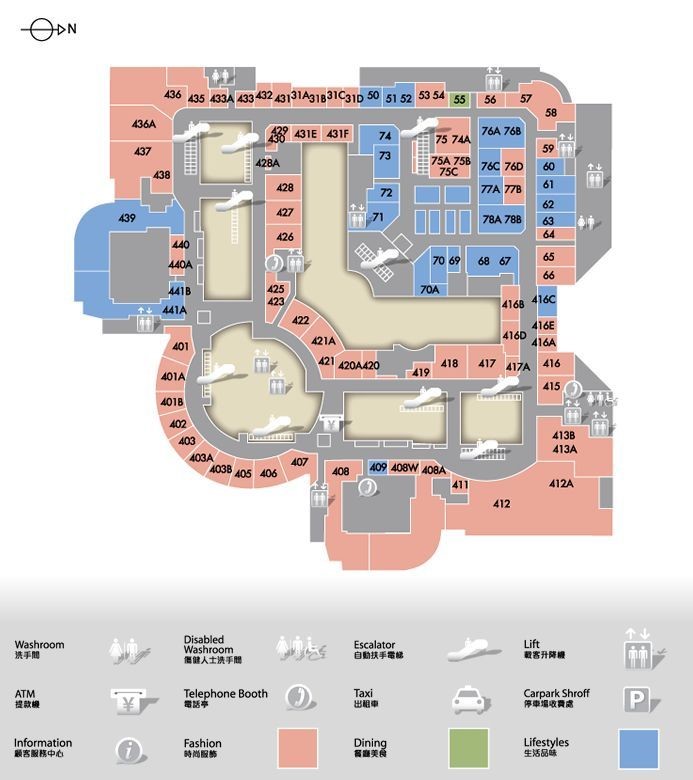 N
436 435 433A 433 432 431 31A 31B 31C 31D 50 51 52 53 54 55 56 57
58
436A
429
430 431E 431F 74 75 74A 76A 76B
437
428A 73 75A 75B 76C 76D 59
75C 60
438
428 72 77A 77B 61
439 427 71 78A 78B 62
63
440 426 64
440A 70 69 68 67 65
441B 425 70A 66
441A 423 416B 416C
401 422 416E
421A 416D 416A
401A 421 420A 420 419 418 417 417A 416
401B 415
402
403 413B
403A 413A
403B 405 406 407 408 409 408W 408A 411 412 412A
Washroom
洗手間
Disabled
Washroom
傷健人士洗手間
Escalator
自動扶手電梯
Lift
載客升降機
ATM
提款機
¥
Telephone Booth
電話亭
Taxi
出租車
Carpark Shroff
停車場收費處
P
Information
顧客服務中心
i
Fashion
時尚服飾
Dining
餐廳美食
Lifestyles
生活品味